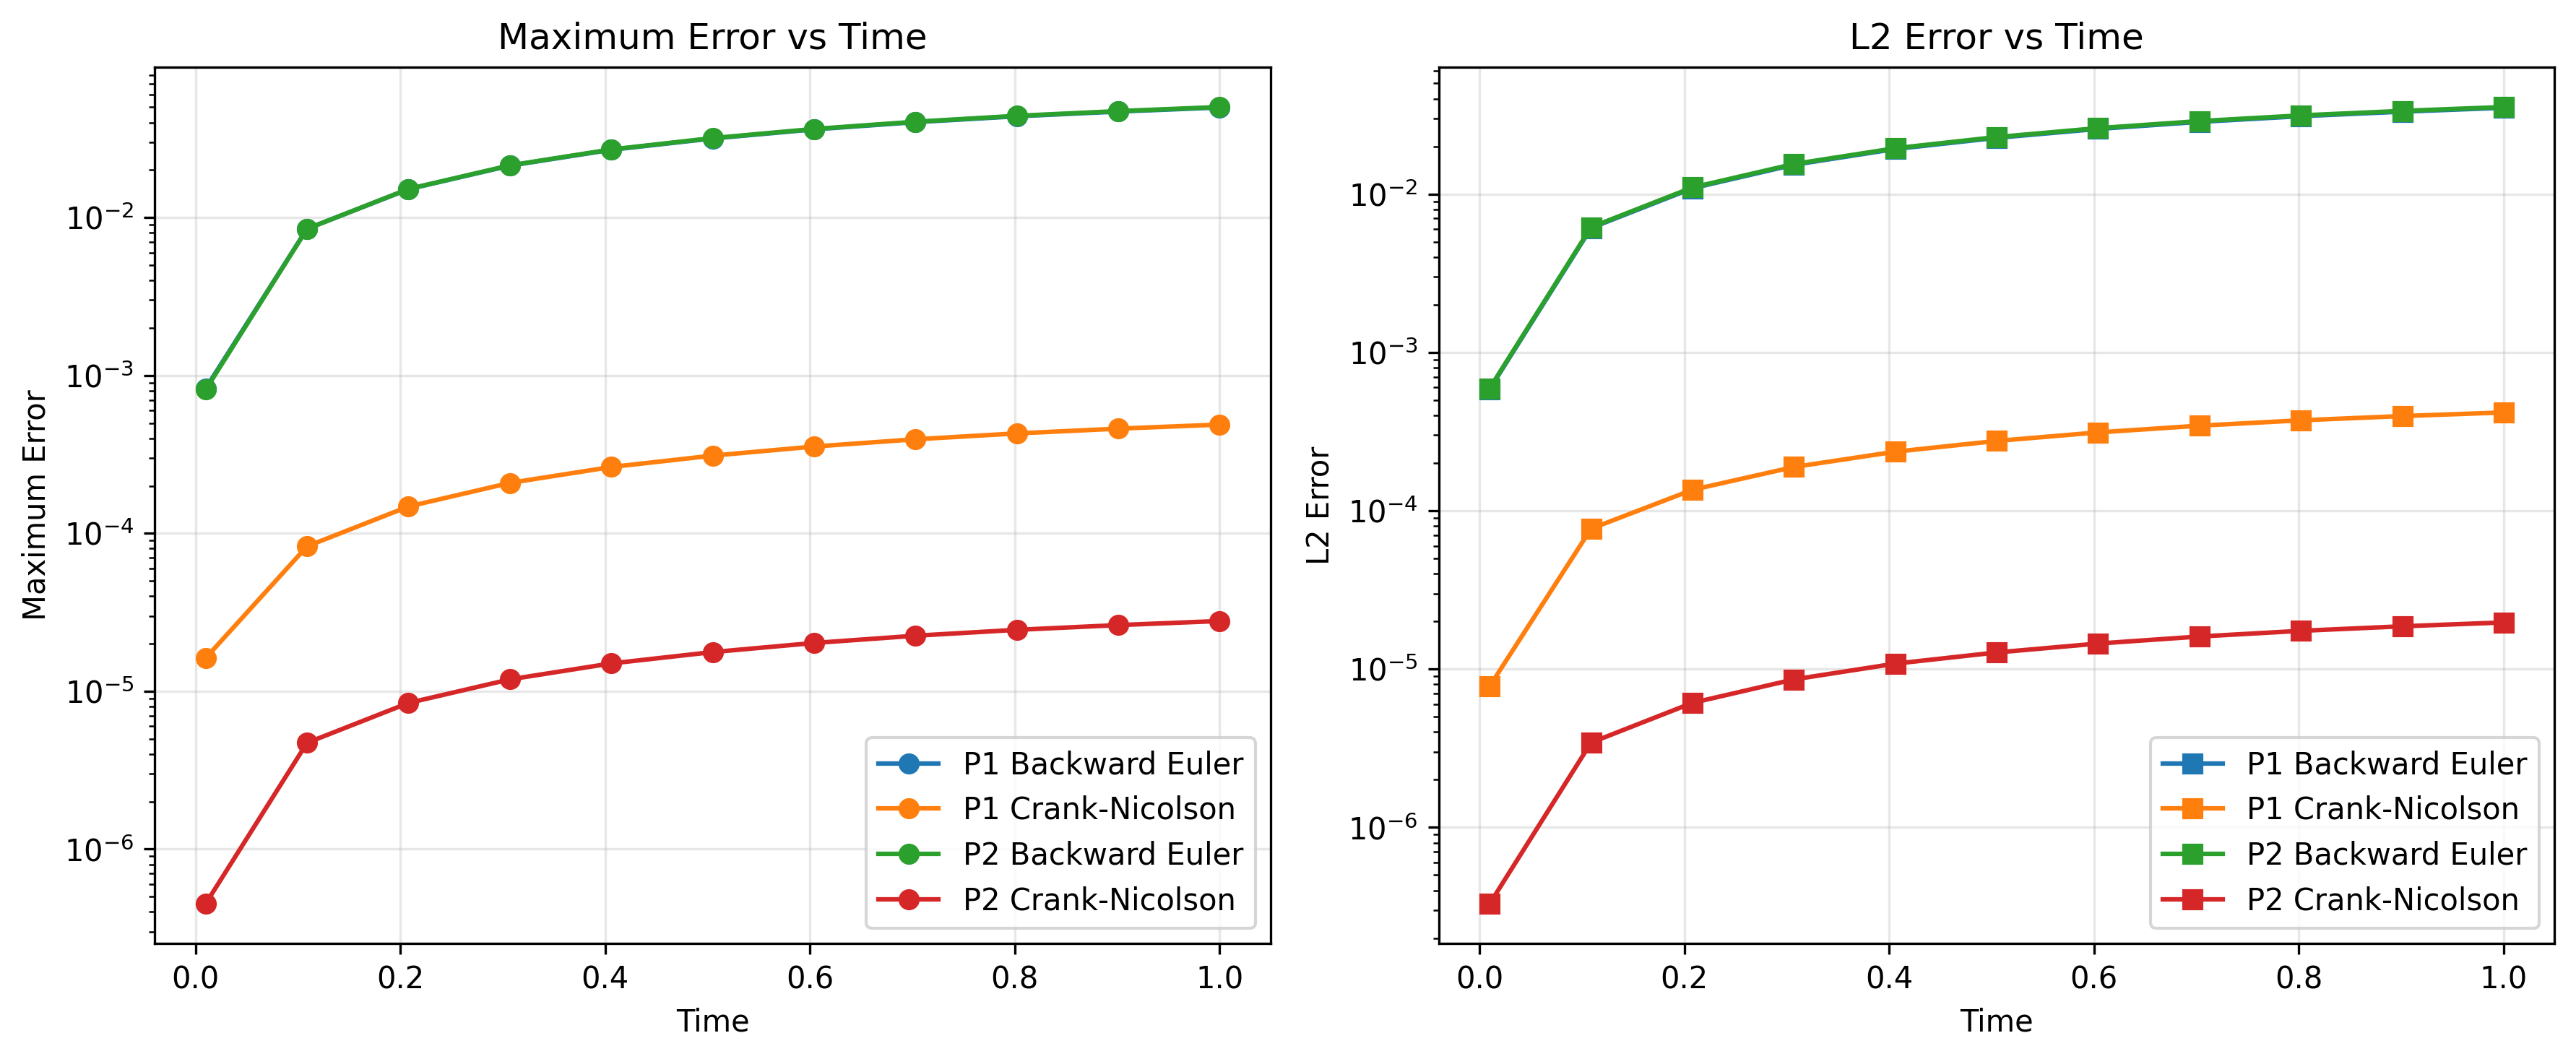 Maximum Error vs Time
Maximum Error
10⁻²
10⁻³
10⁻⁴
10⁻⁵
10⁻⁶
P1 Backward Euler
P1 Crank-Nicolson
P2 Backward Euler
P2 Crank-Nicolson
0.0 0.2 0.4 0.6 0.8 1.0
Time
L2 Error vs Time
L2 Error
10⁻²
10⁻³
10⁻⁴
10⁻⁵
10⁻⁶
P1 Backward Euler
P1 Crank-Nicolson
P2 Backward Euler
P2 Crank-Nicolson
0.0 0.2 0.4 0.6 0.8 1.0
Time